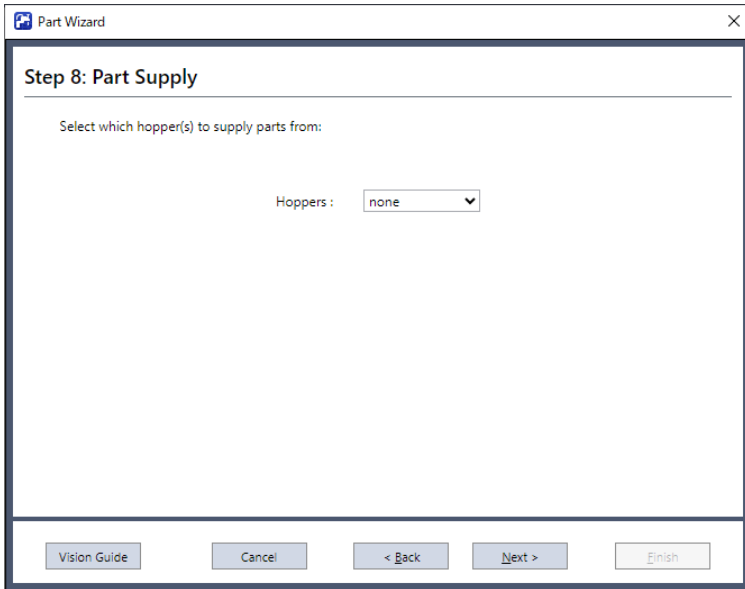 Part Wizard
Step 8: Part Supply
Select which hopper(s) to supply parts from:
Hoppers : none
Vision Guide Cancel < Back Next > Finish